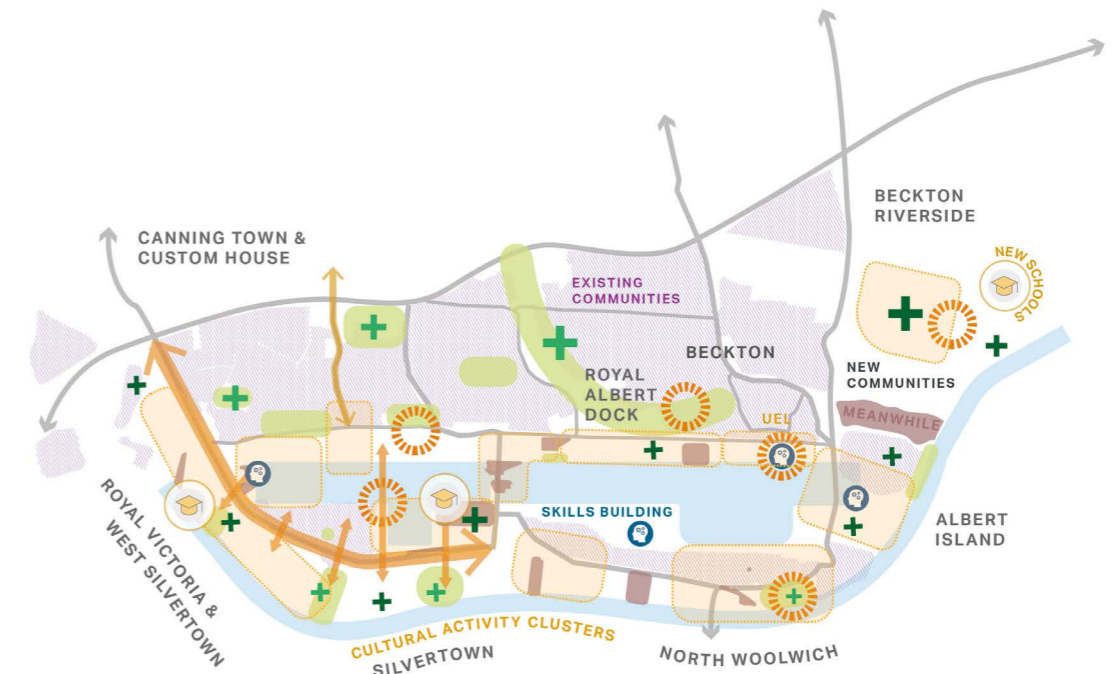 BECKTON
RIVERSIDE
CANNING TOWN &
CUSTOM HOUSE
NEW SCHOOLS
EXISTING
COMMUNITIES
BECKTON
NEW
COMMUNITIES
ROYAL
ALBERT
DOCK
MEANWHILE
UEL
SKILLS BUILDING
ALBERT
ISLAND
ROYAL VICTORIA &
WEST SILVERTOWN
CULTURAL ACTIVITY CLUSTERS
SILVERTOWN
NORTH WOOLWICH